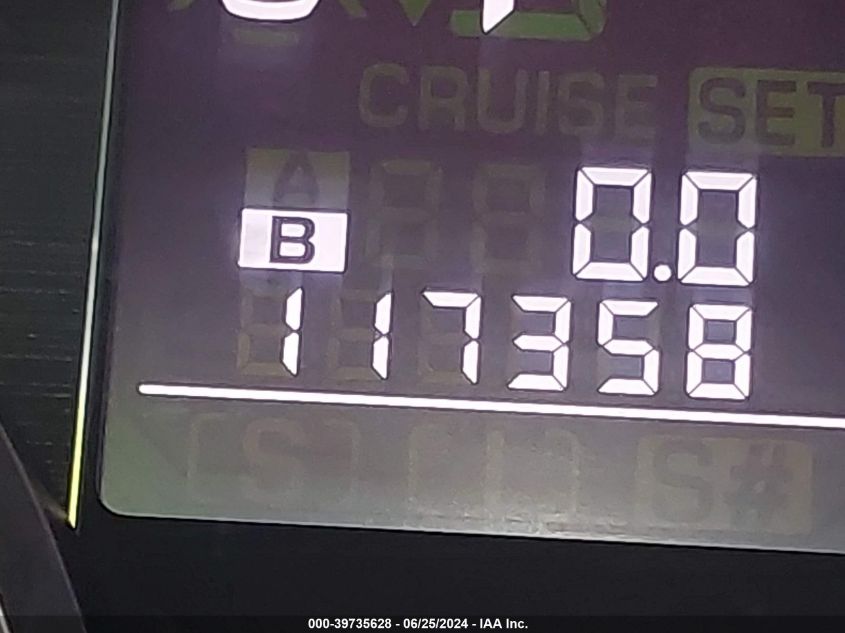 CRUISE SET
A
0.0
B
117358
S L S#
000-39735628 - 06/25/2024 - IAA Inc.